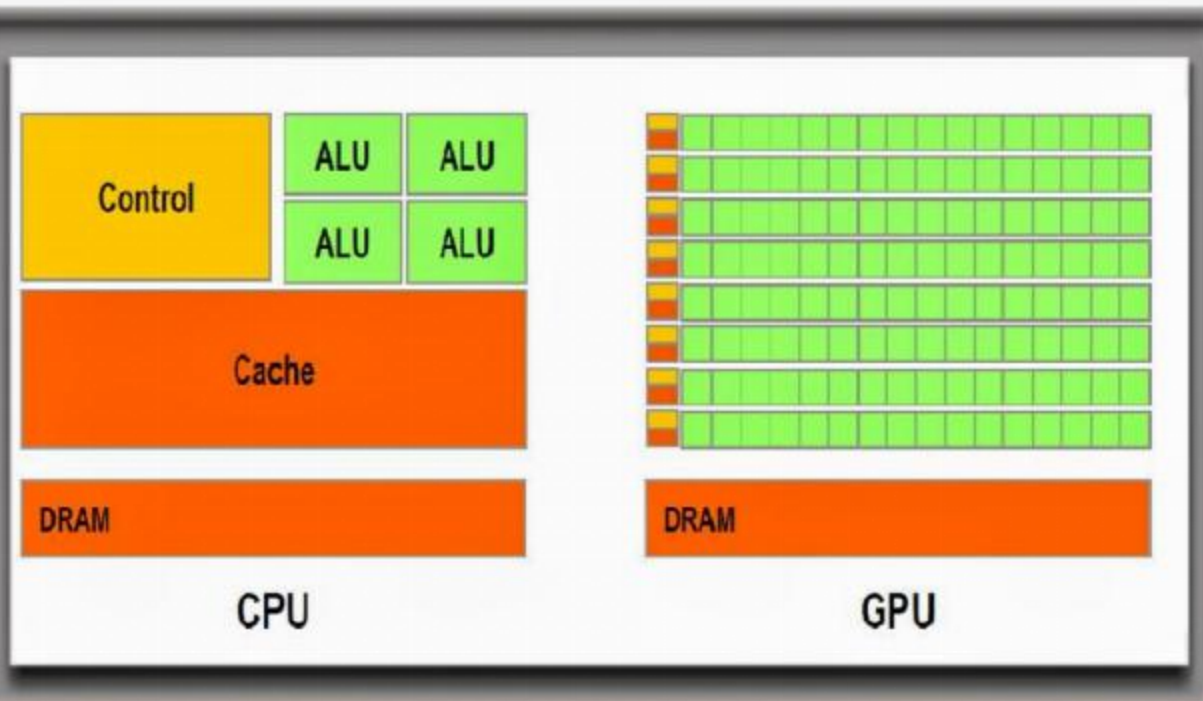 Control
ALU ALU
ALU ALU
Cache
DRAM
CPU
DRAM
GPU